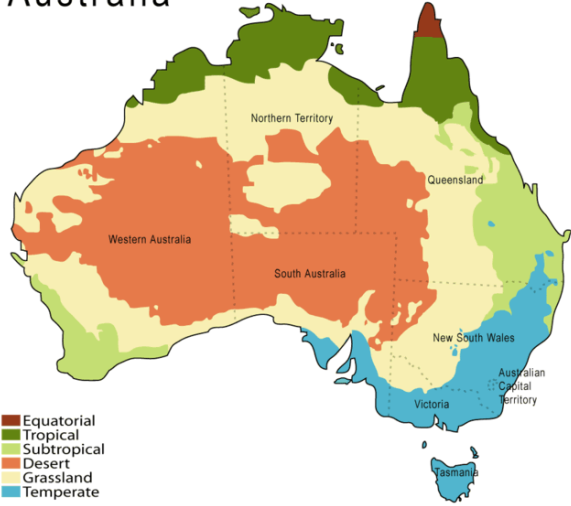 Australia
Northern Territory
Queensland
Western Australia
South Australia
New South Wales
Australian
Capital
Territory
Victoria
Tasmania
Equatorial
Tropical
Subtropical
Desert
Grassland
Temperate